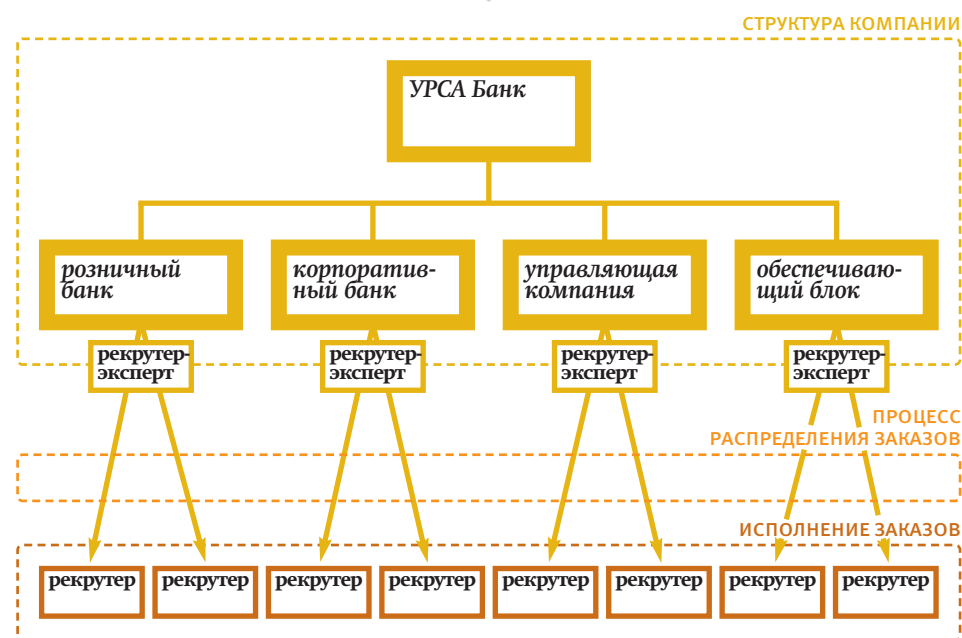 СТРУКТУРА КОМПАНИИ
УРСА Банк
розничный
банк
корпоратив-
ный банк
управляющая
компания
обеспечиваю-
щий блок
рекрутер-
эксперт
рекрутер-
эксперт
рекрутер-
эксперт
рекрутер-
эксперт
ПРОЦЕСС
РАСПРЕДЕЛЕНИЯ ЗАКАЗОВ
ИСПОЛНЕНИЕ ЗАКАЗОВ
рекрутер
рекрутер
рекрутер
рекрутер
рекрутер
рекрутер
рекрутер
рекрутер